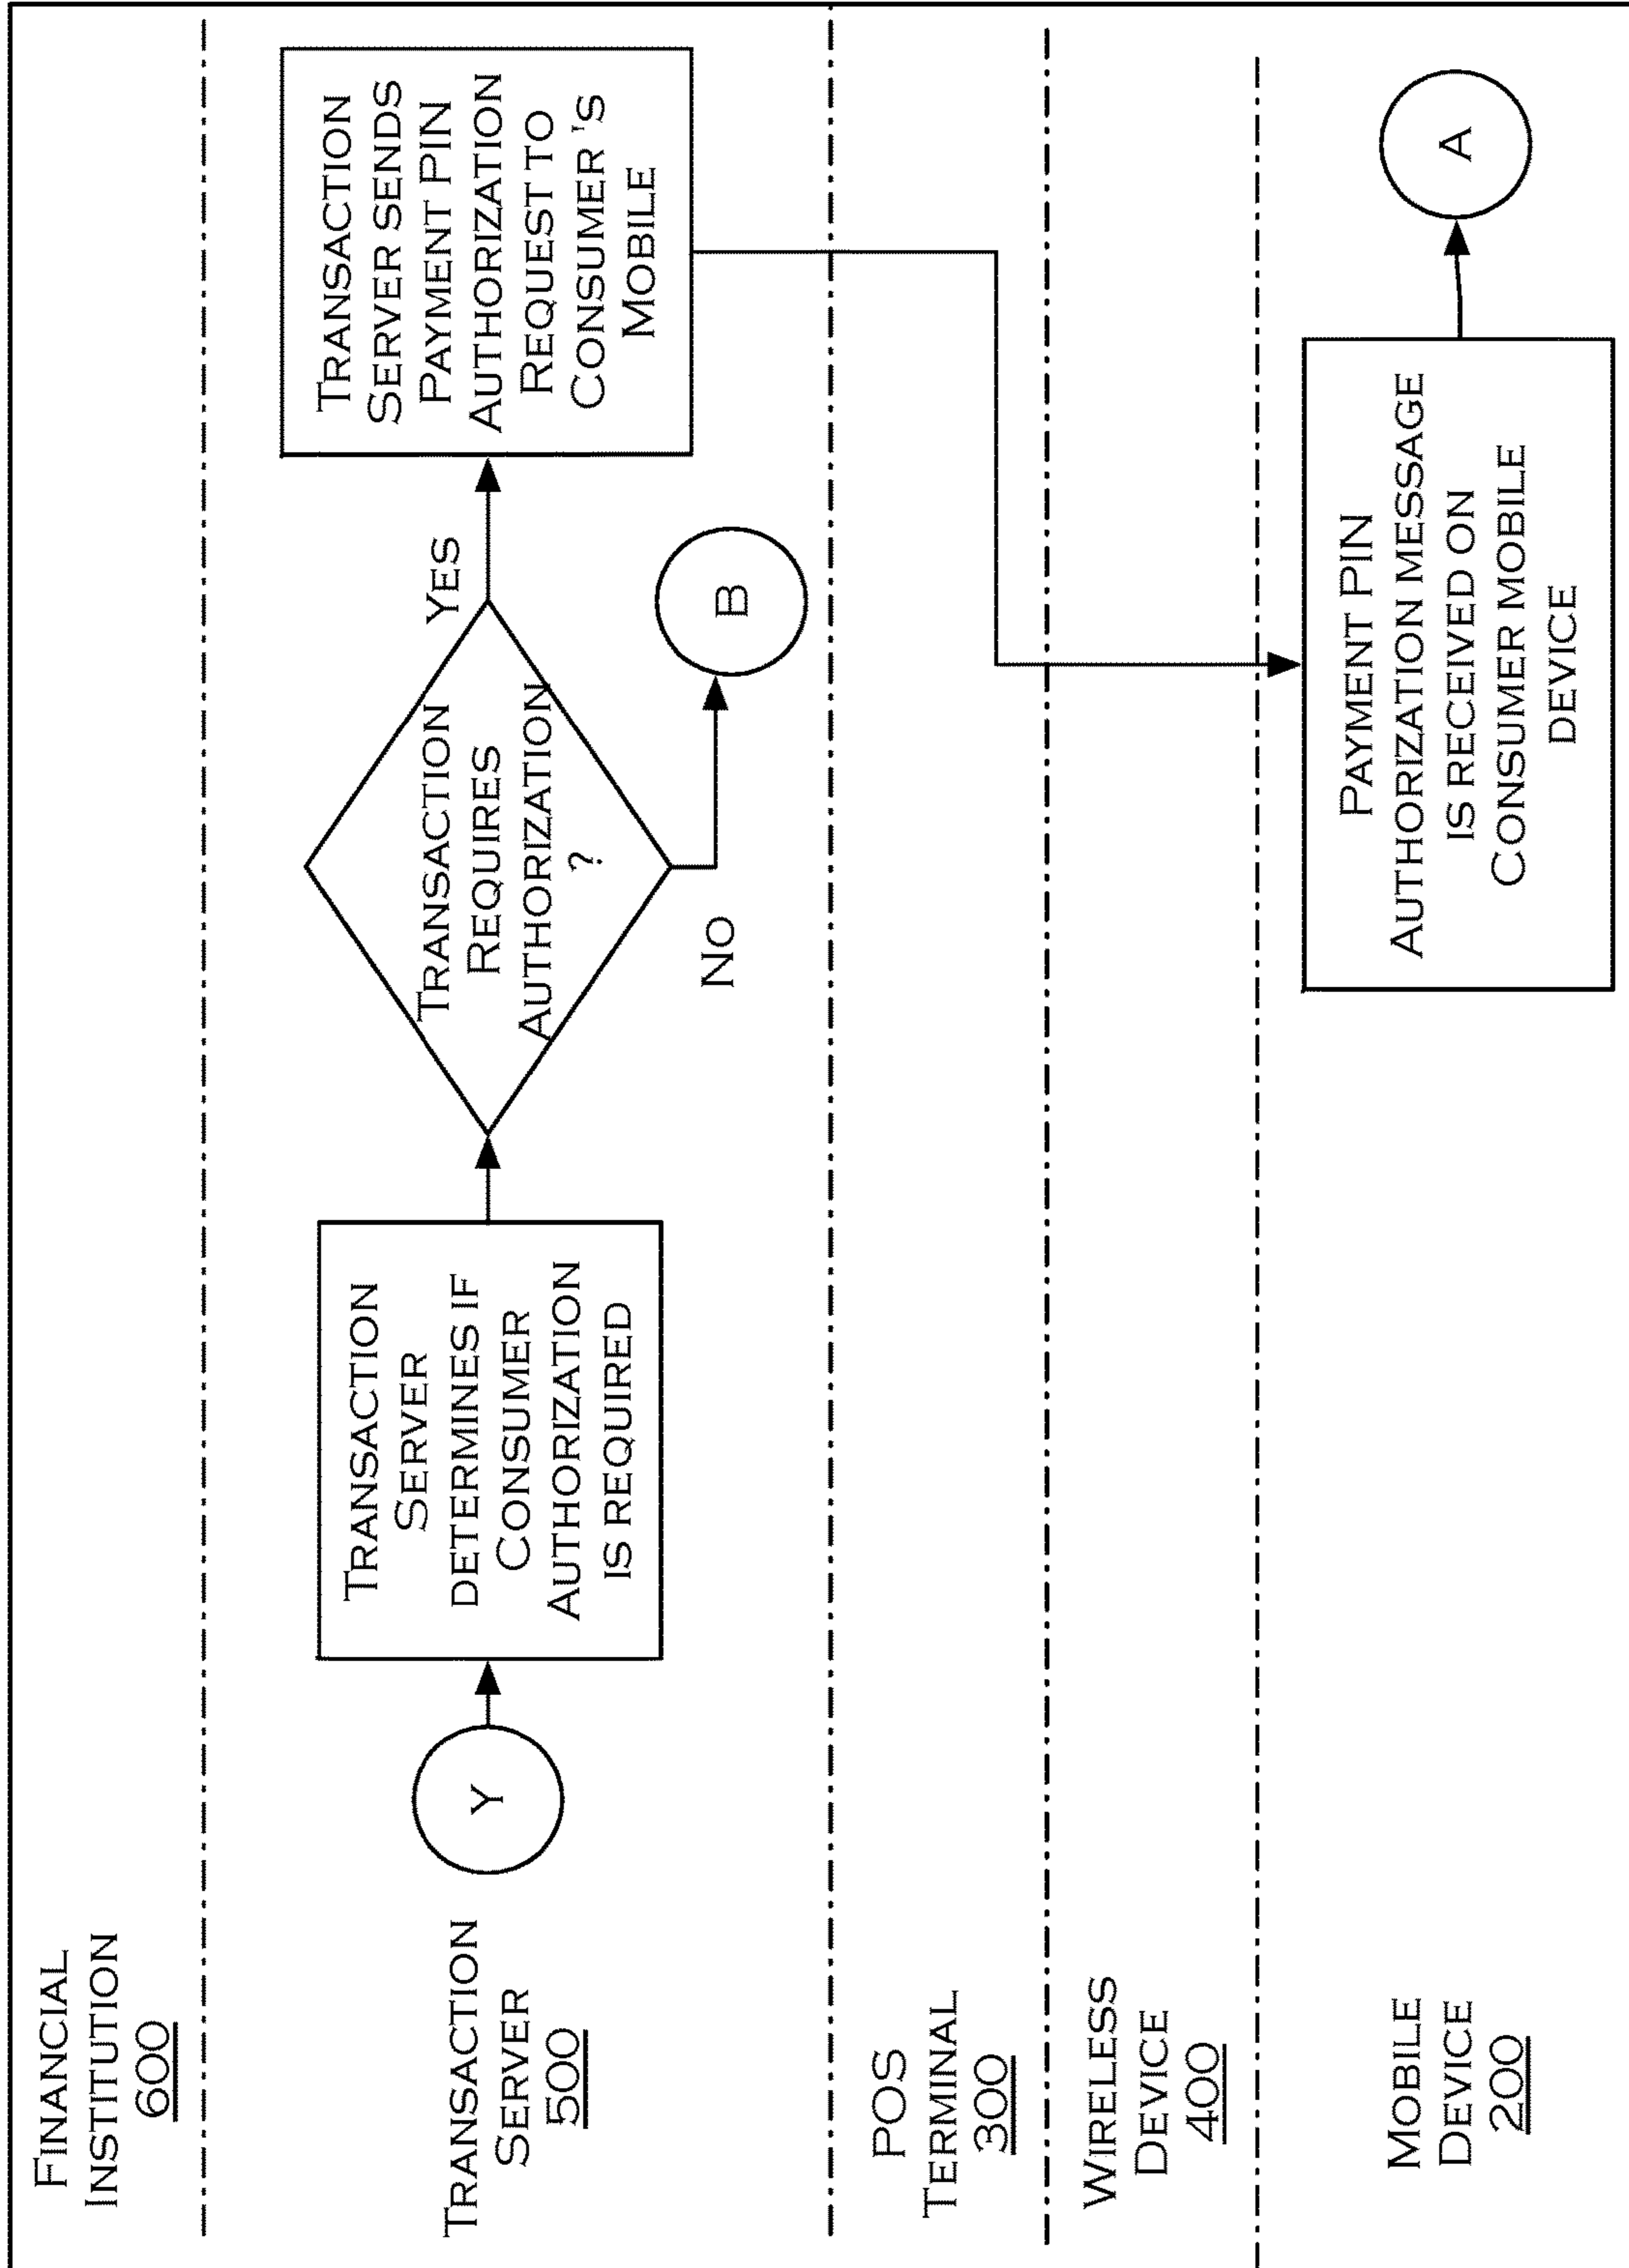 FINANCIAL
INSTITUTION
600
TRANSACTION
SERVER
500
Y
TRANSACTION
SERVER
DETERMINES IF
CONSUMER
AUTHORIZATION
IS REQUIRED
TRANSACTION
REQUIRES
AUTHORIZATION
?
YES
NO
B
TRANSACTION
SERVER SENDS
PAYMENT PIN
AUTHORIZATION
REQUEST TO
CONSUMER 'S
MOBILE
POS
TERMINAL
300
WIRELESS
DEVICE
400
MOBILE
DEVICE
200
PAYMENT PIN
AUTHORIZATION MESSAGE
IS RECEIVED ON
CONSUMER MOBILE
DEVICE
A